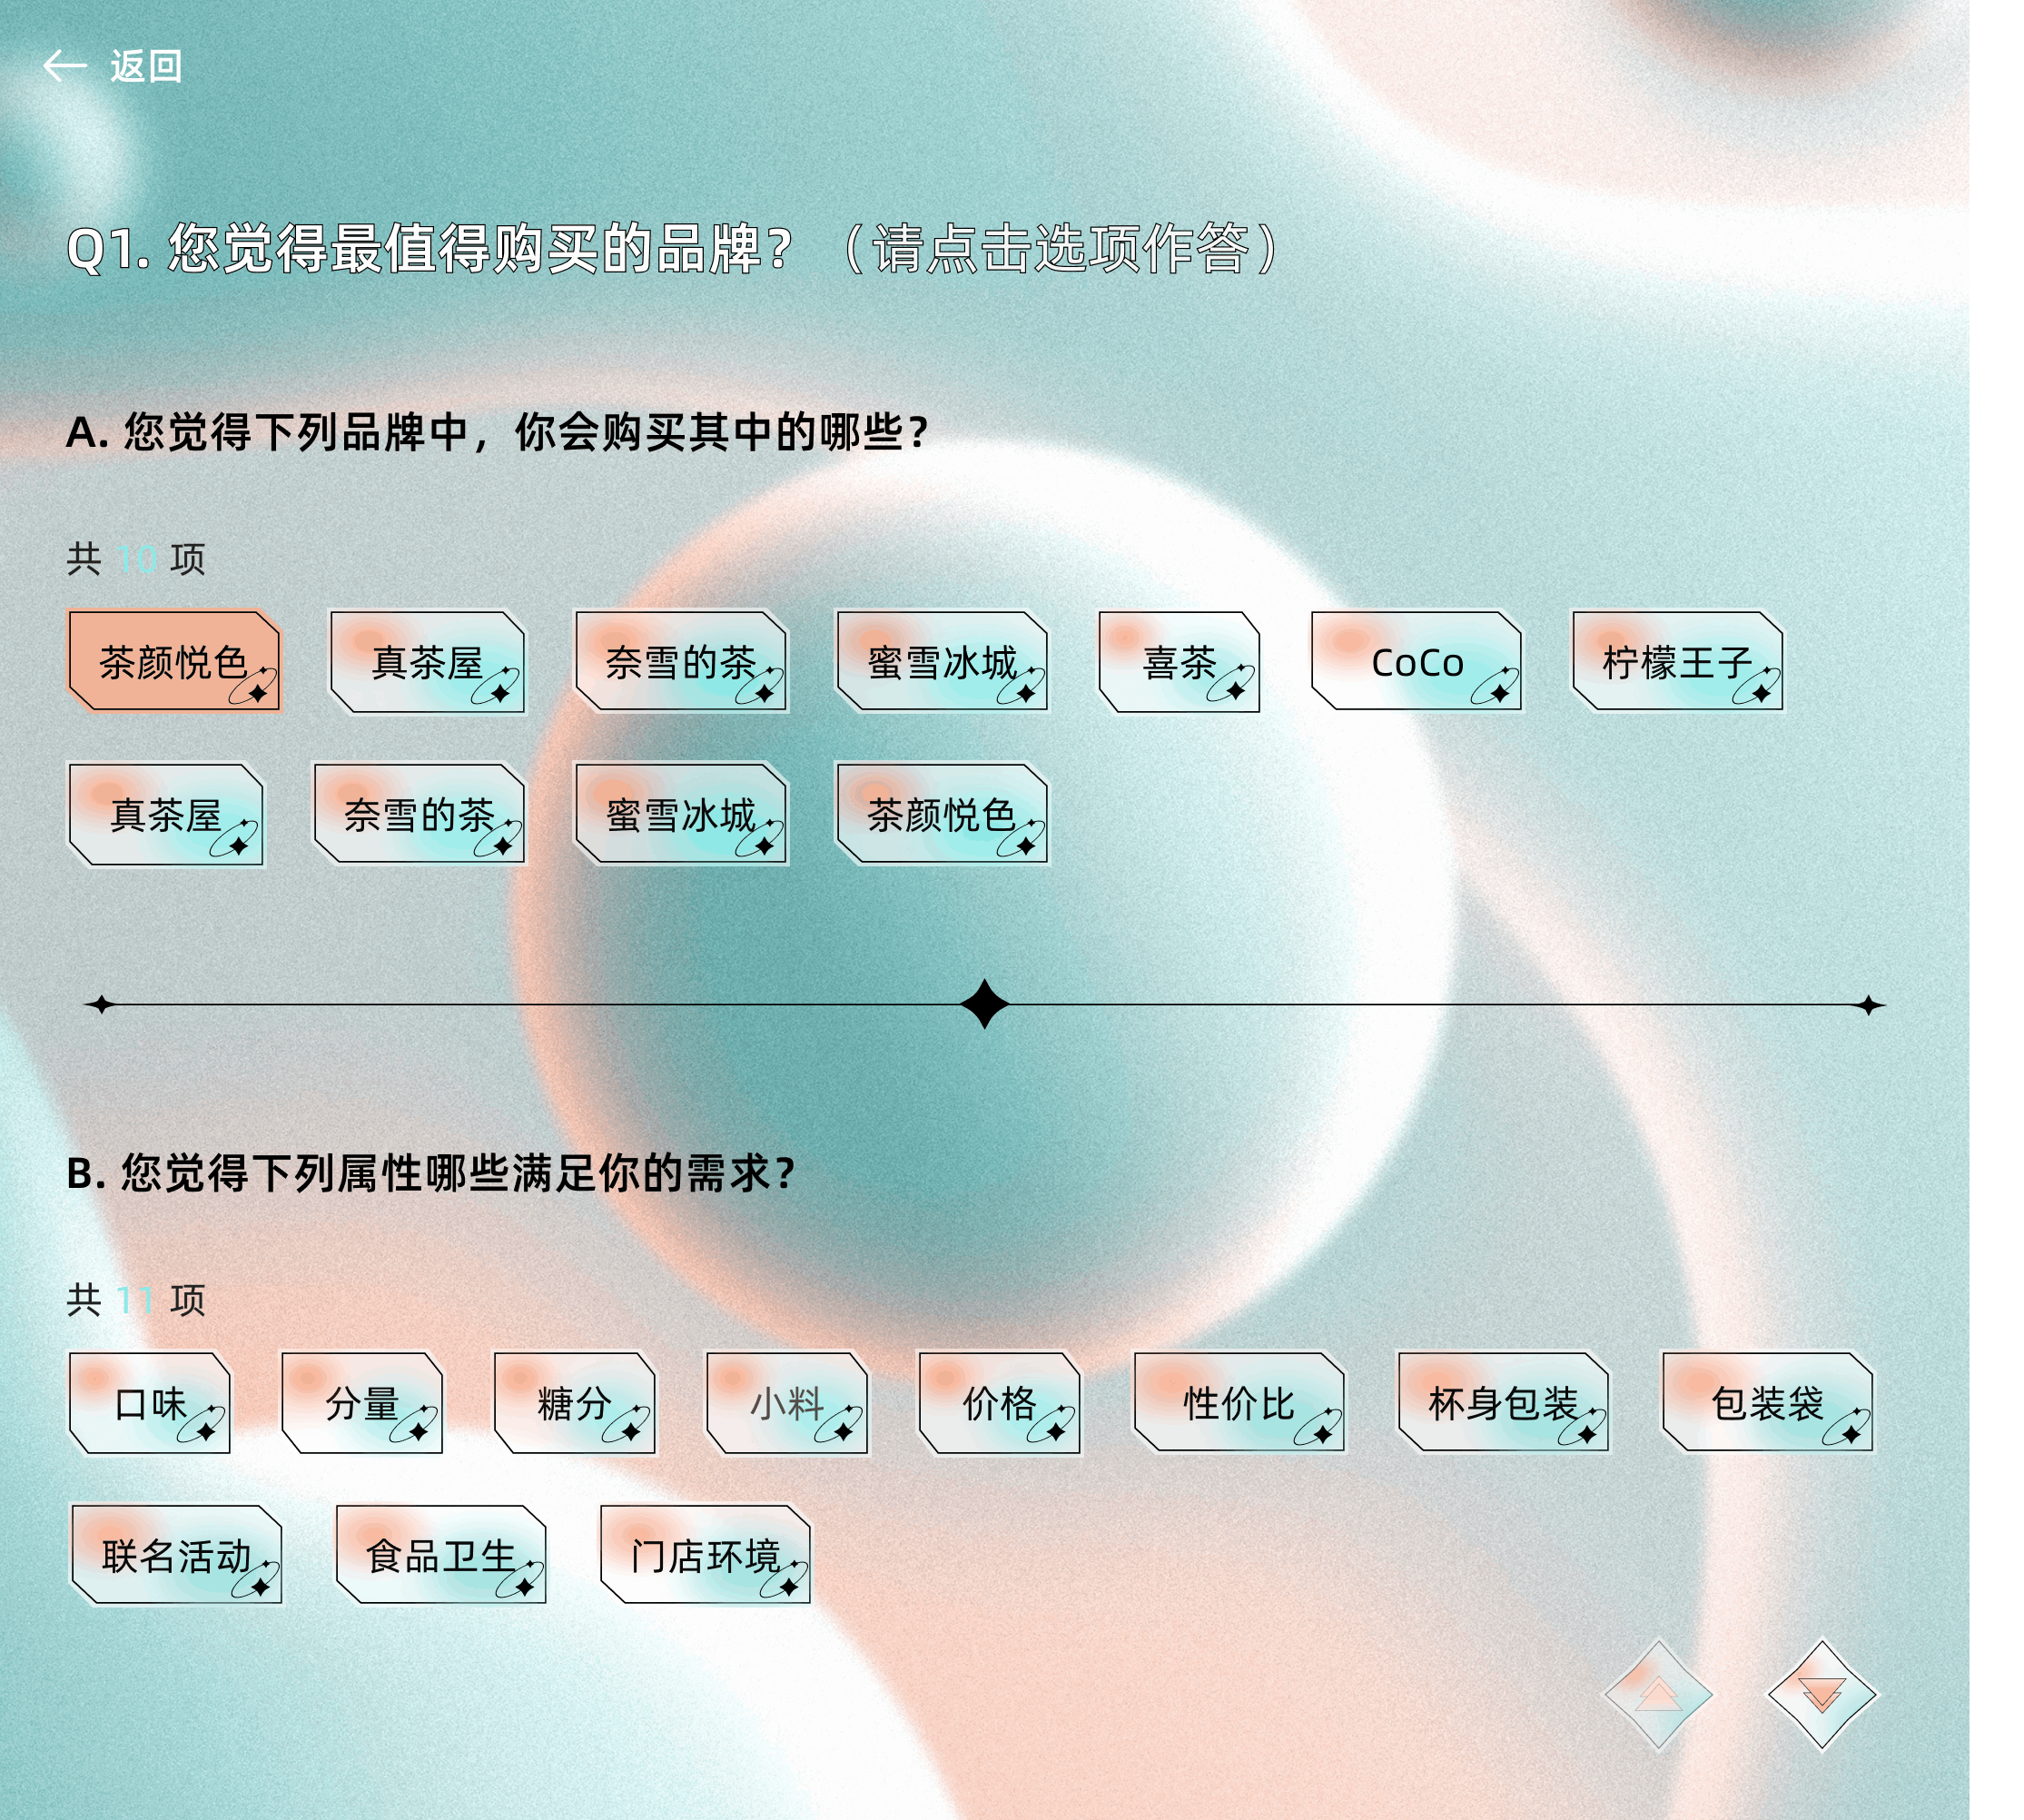 返回
Q1. 您觉得最值得购买的品牌？（请点击选项作答）
A. 您觉得下列品牌中，你会购买其中的哪些？
共 10 项
茶颜悦色 真茶屋 奈雪的茶 蜜雪冰城 喜茶 CoCo 柠檬王子
真茶屋 奈雪的茶 蜜雪冰城 茶颜悦色
B. 您觉得下列属性哪些满足你的需求？
共 11 项
口味 分量 糖分 小料 价格 性价比 杯身包装 包装袋
联名活动 食品卫生 门店环境